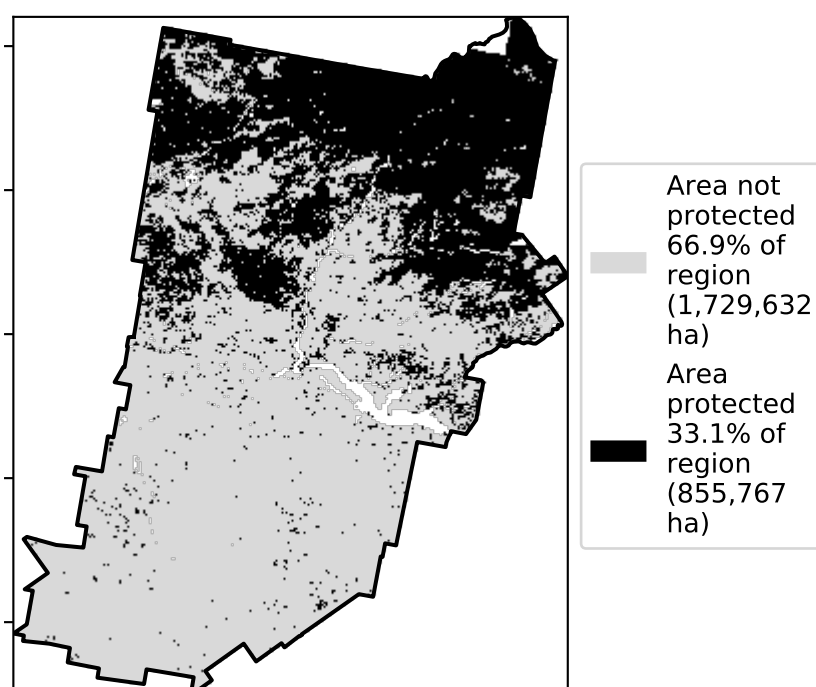 Area not
protected
66.9% of
region
(1,729,632
ha)
Area
protected
33.1% of
region
(855,767
ha)